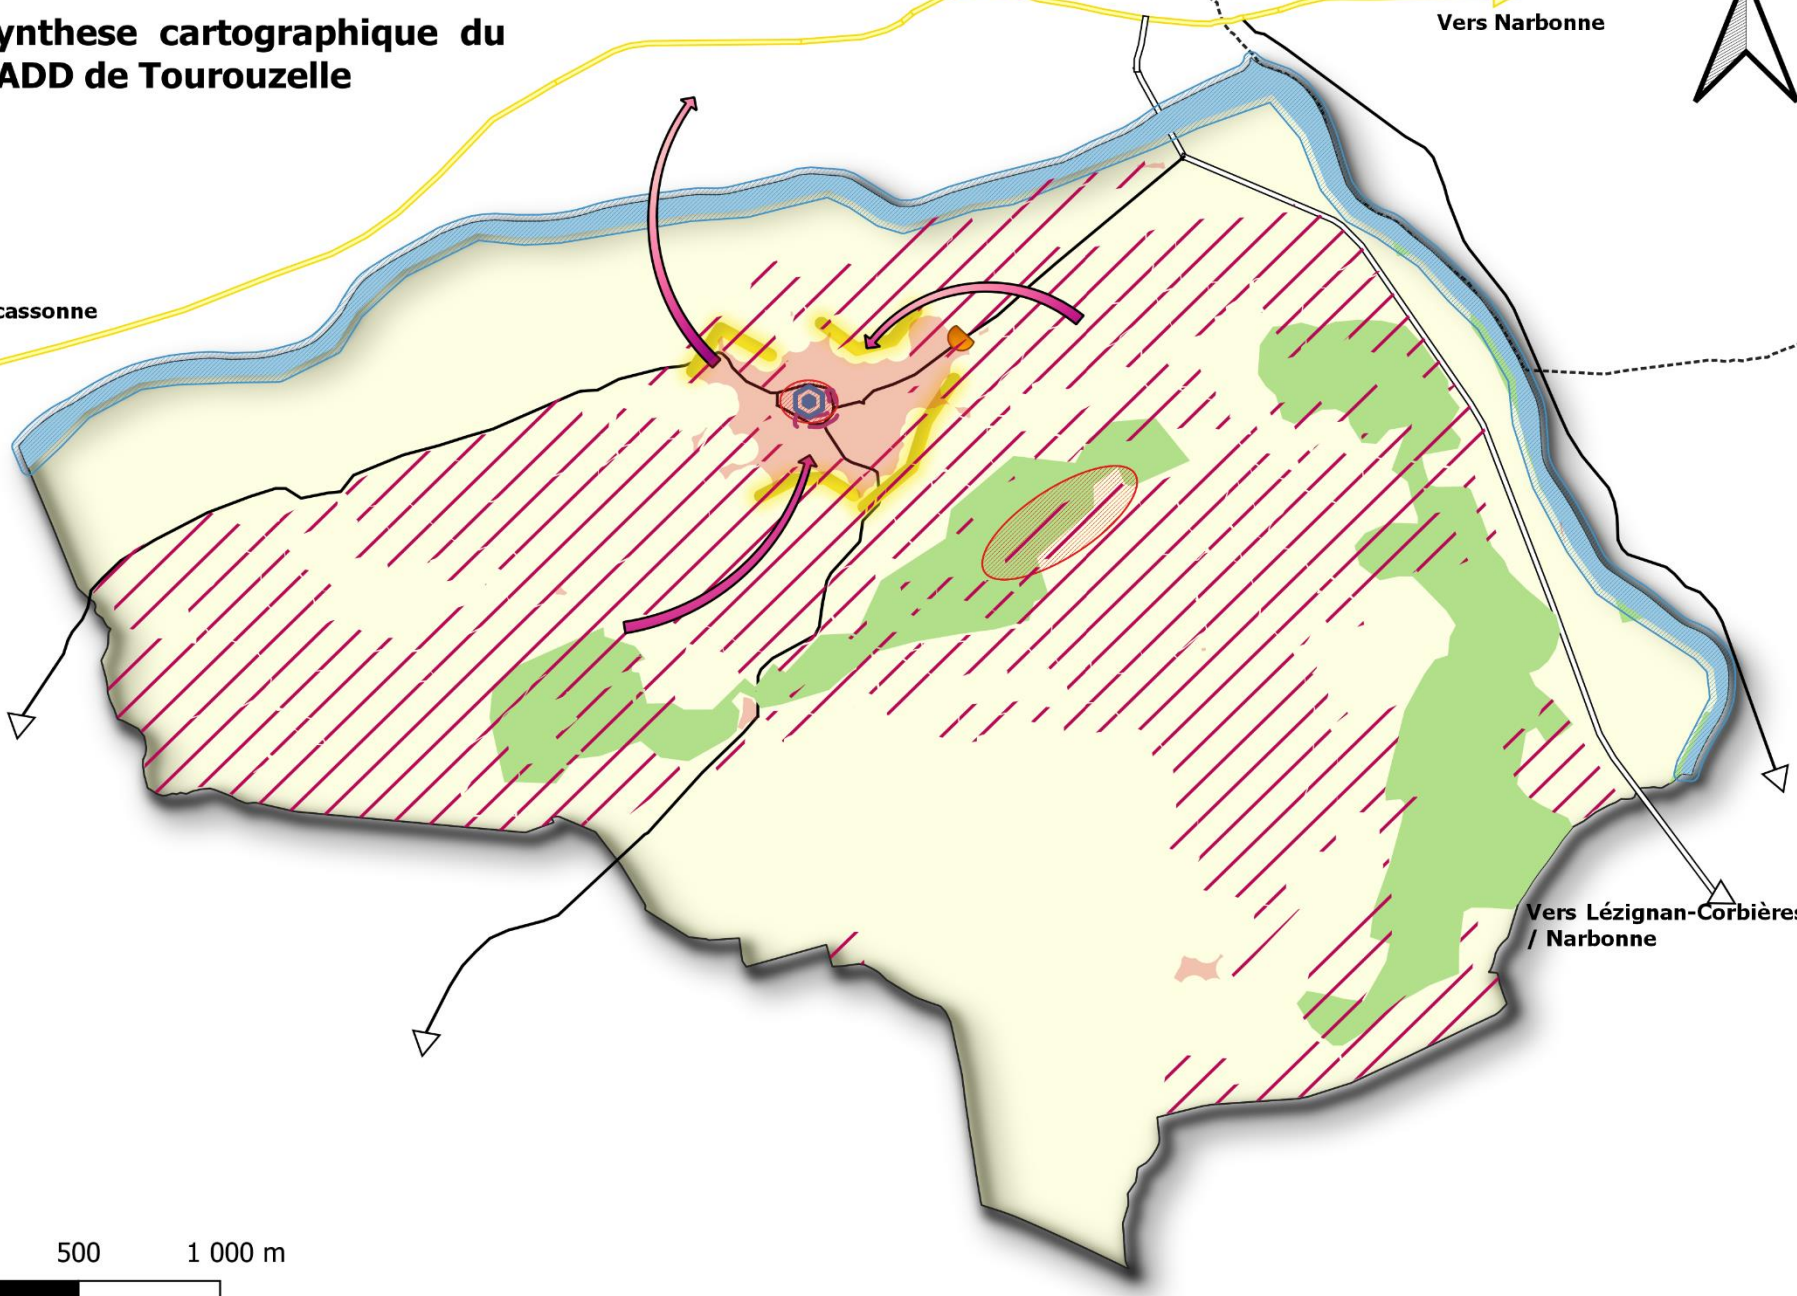 ynthese cartographique du
ADD de Tourouzelle
Vers Narbonne
cassonne
Vers Lézignan-Corbières
/ Narbonne
500 1 000 m